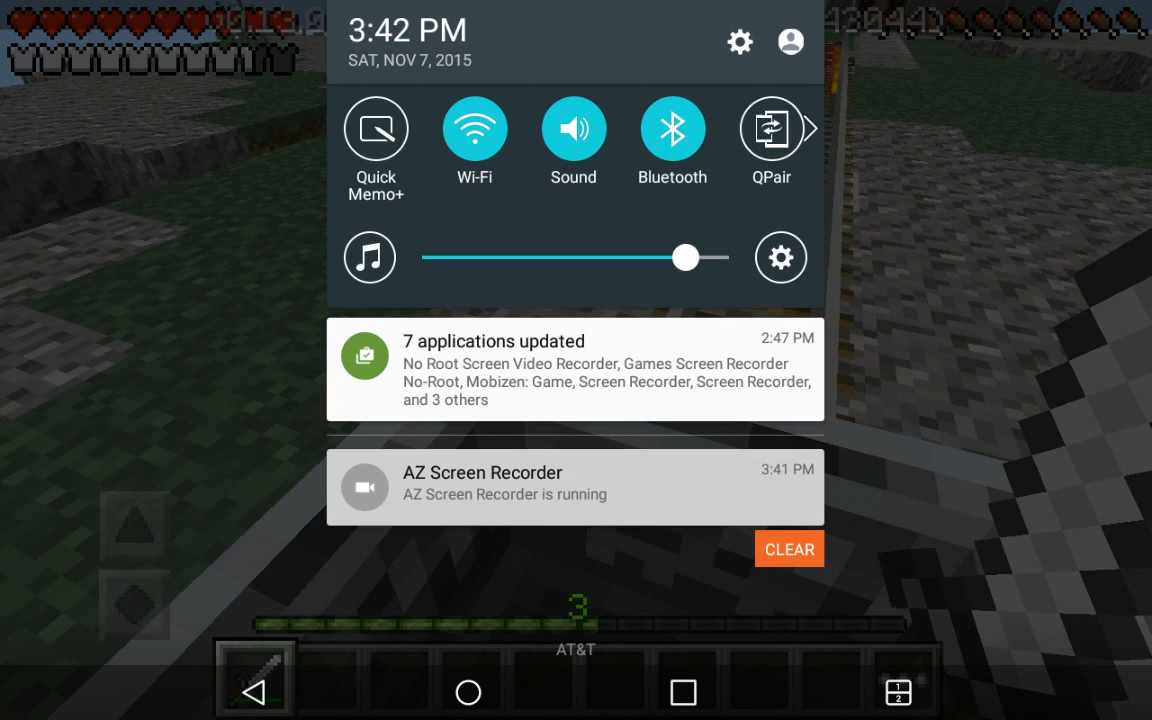 3:42 PM
SAT, NOV 7, 2015
Quick
Memo+
Wi-Fi
Sound
Bluetooth
QPair
7 applications updated
2:47 PM
No Root Screen Video Recorder, Games Screen Recorder
No-Root, Mobizen: Game, Screen Recorder, Screen Recorder,
and 3 others
AZ Screen Recorder
3:41 PM
AZ Screen Recorder is running
CLEAR
3
AT&T
1
2